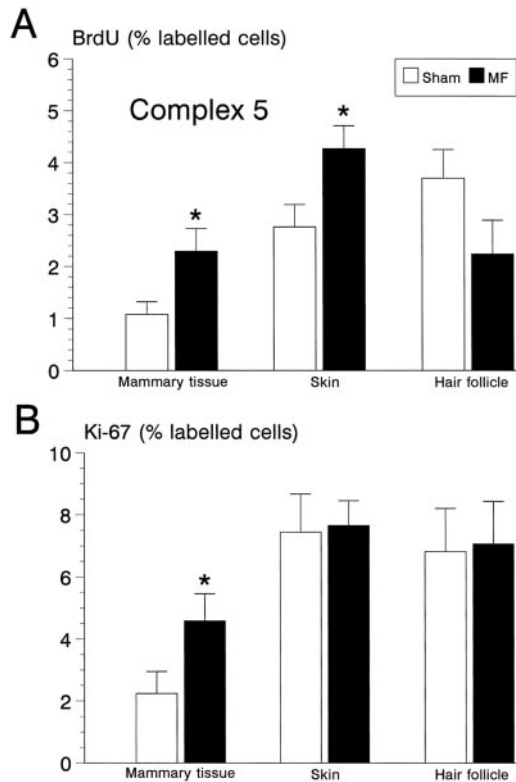 A
BrdU (% labelled cells)
6
5
4
3
2
1
0
Complex 5
Sham MF
*
*
Mammary tissue Skin Hair follicle
B
Ki-67 (% labelled cells)
10
8
6
4
2
0
*
Mammary tissue Skin Hair follicle